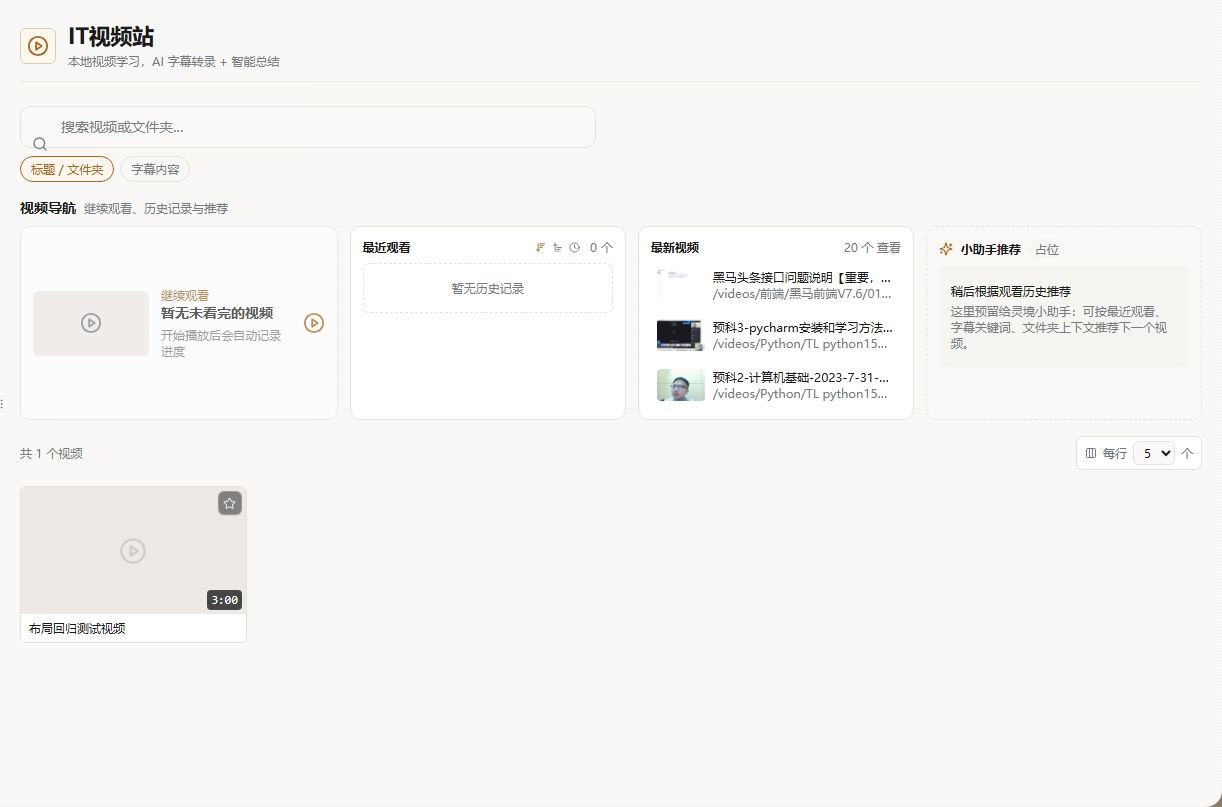 IT视频站
本地视频学习，AI 字幕转录 + 智能总结
搜索视频或文件夹...
标题 / 文件夹
字幕内容
视频导航 继续观看、历史记录与推荐
继续观看
暂无未看完的视频
开始播放后会自动记录
进度
最近观看
0 个
暂无历史记录
最新视频
20 个 查看
黑马头条接口问题说明【重要，...
/videos/前端/黑马前端V7.6/01...
预科3-pycharm安装和学习方法...
/videos/Python/TL python15...
预科2-计算机基础-2023-7-31-...
/videos/Python/TL python15...
小助手推荐 占位
稍后根据观看历史推荐
这里预留给灵境小助手：可按最近观看、
字幕关键词、文件夹上下文推荐下一个视
频。
共 1 个视频
每行 5 个
3:00
布局回归测试视频